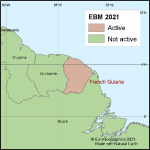 EBM 2021
Active
Not active
Guyana
Suriname
French Guiana
Brazil
© EuroGeographics 2021
Made with Natural Earth